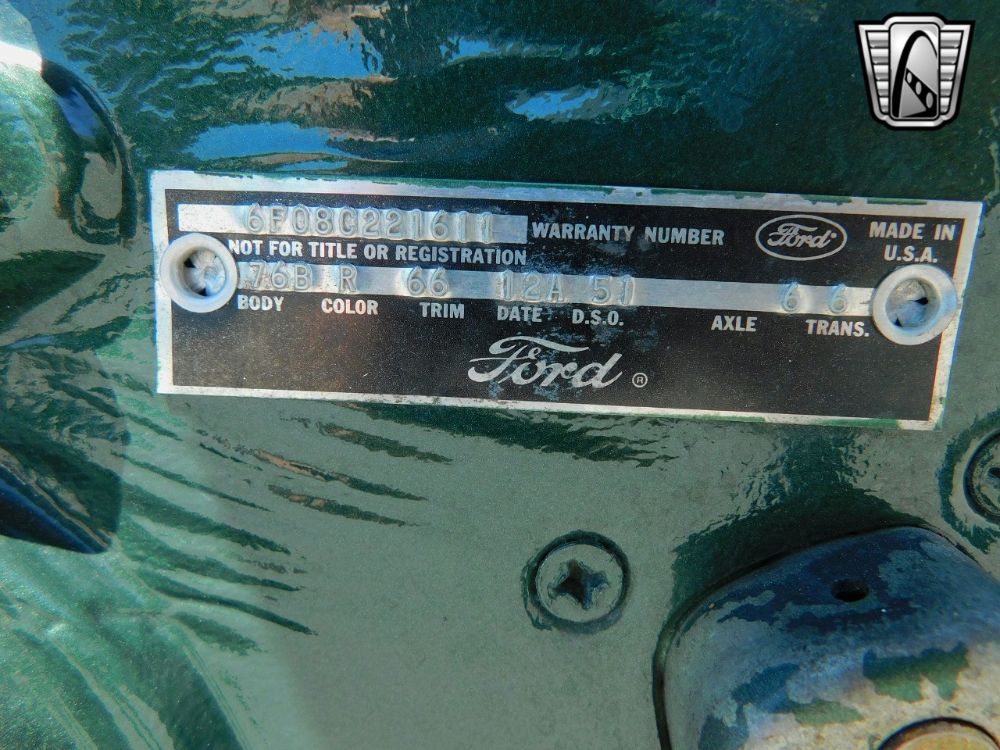 6F08C221611 WARRANTY NUMBER Ford MADE IN
NOT FOR TITLE OR REGISTRATION U.S.A.
76B R 66 12A 51 6 6
BODY COLOR TRIM DATE D.S.O. AXLE TRANS.
Ford ®